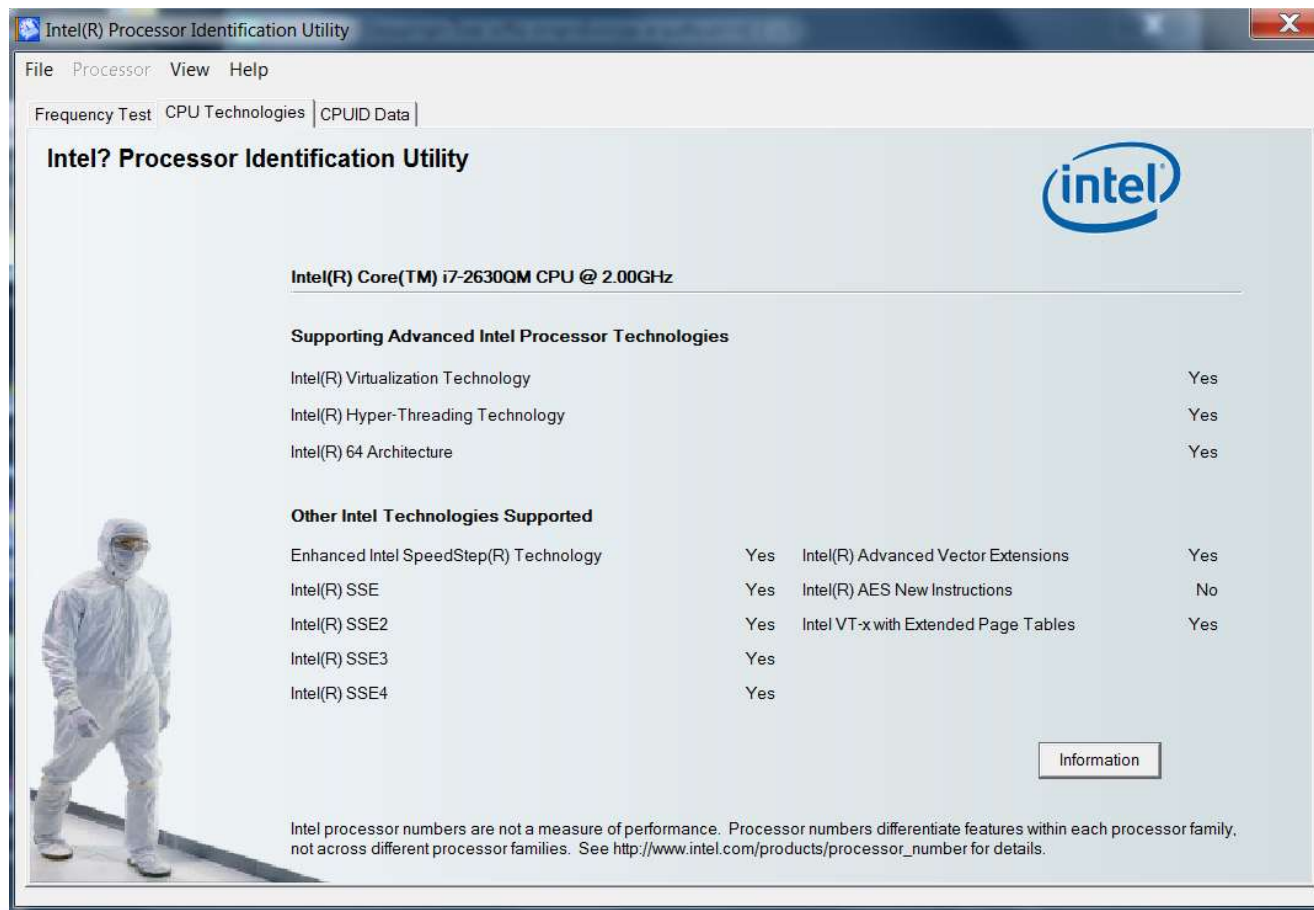 Intel(R) Processor Identification Utility
File Processor View Help
Frequency Test CPU Technologies CPUID Data
Intel? Processor Identification Utility
intel
Intel(R) Core(TM) i7-2630QM CPU @ 2.00GHz
Supporting Advanced Intel Processor Technologies
Intel(R) Virtualization Technology Yes
Intel(R) Hyper-Threading Technology Yes
Intel(R) 64 Architecture Yes
Other Intel Technologies Supported
Enhanced Intel SpeedStep(R) Technology Yes Intel(R) Advanced Vector Extensions Yes
Intel(R) SSE Yes Intel(R) AES New Instructions No
Intel(R) SSE2 Yes Intel VT-x with Extended Page Tables Yes
Intel(R) SSE3 Yes
Intel(R) SSE4 Yes
Information
Intel processor numbers are not a measure of performance. Processor numbers differentiate features within each processor family,
not across different processor families. See http://www.intel.com/products/processor_number for details.